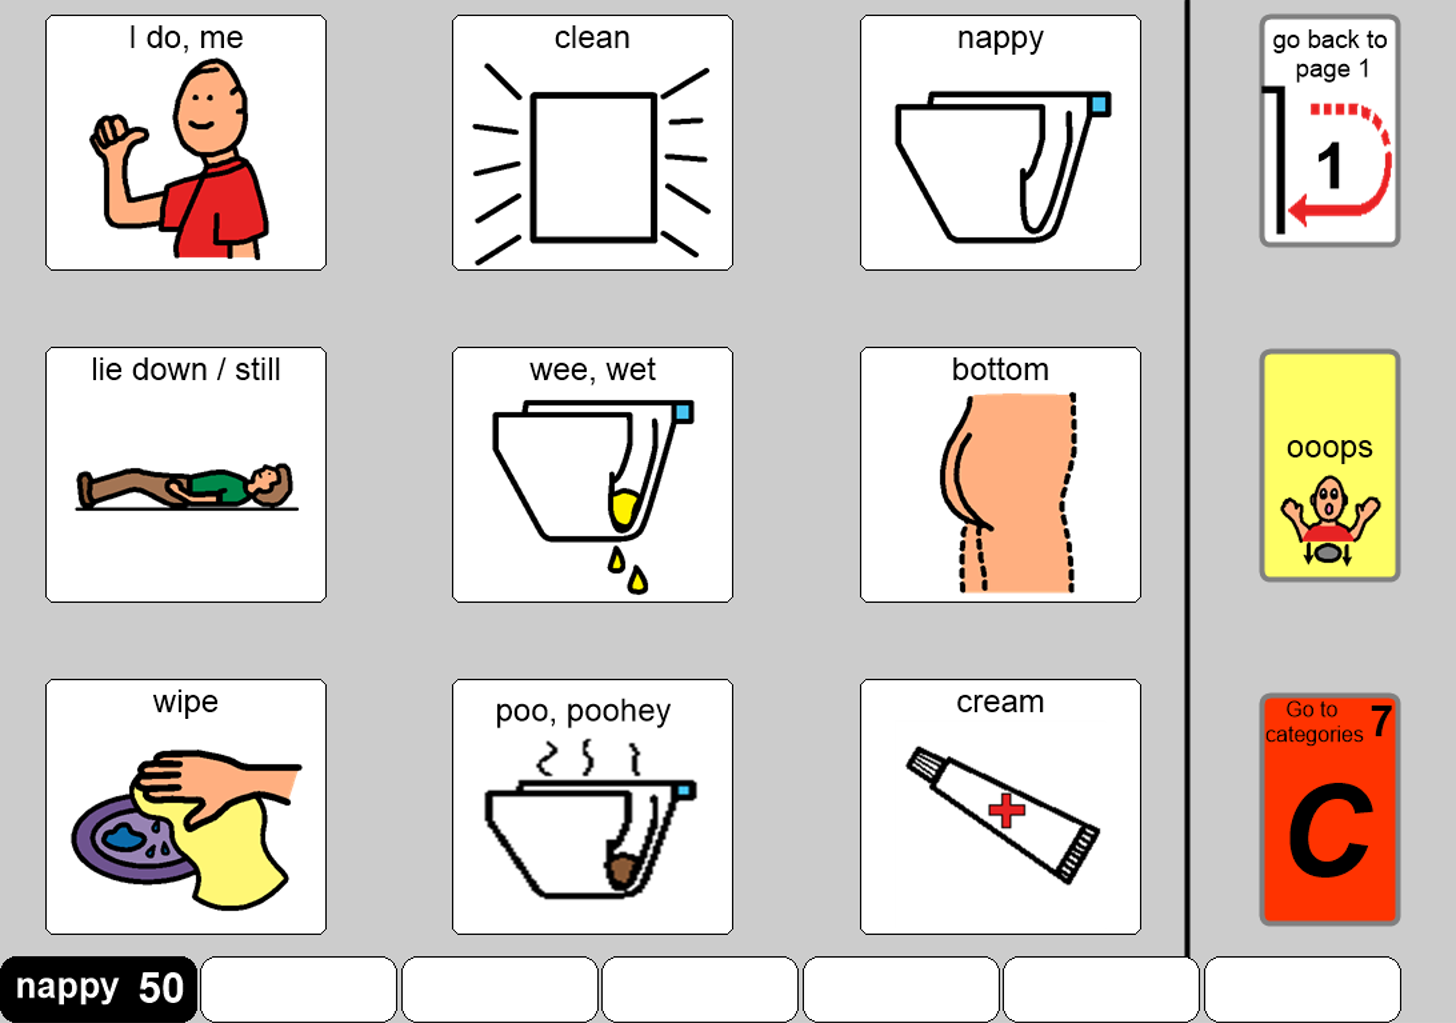 I do, me
clean
nappy
go back to
page 1
1
lie down / still
wee, wet
bottom
ooops
wipe
poo, poohey
cream
Go to
categories 7
C
nappy 50